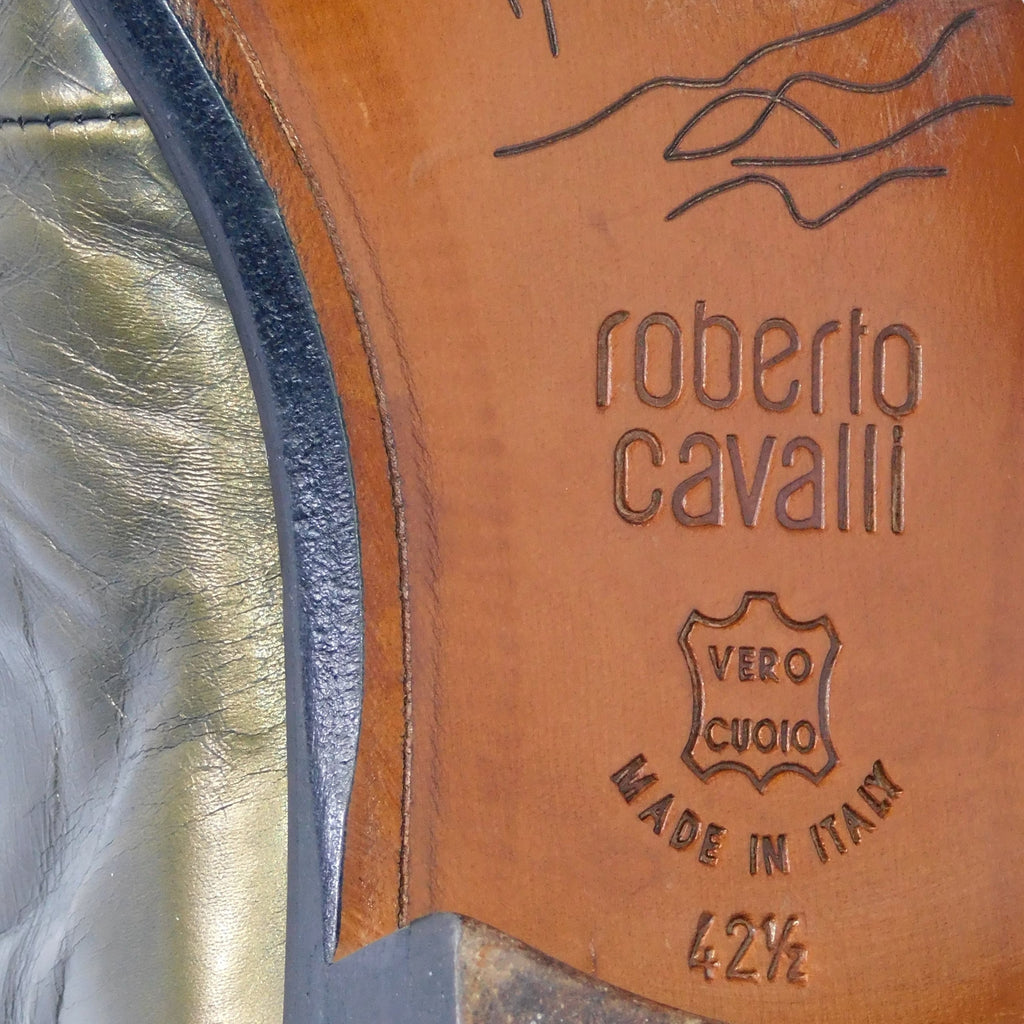 roberto
cavalli
VERO
CUOIO
MADE IN ITALY
42½